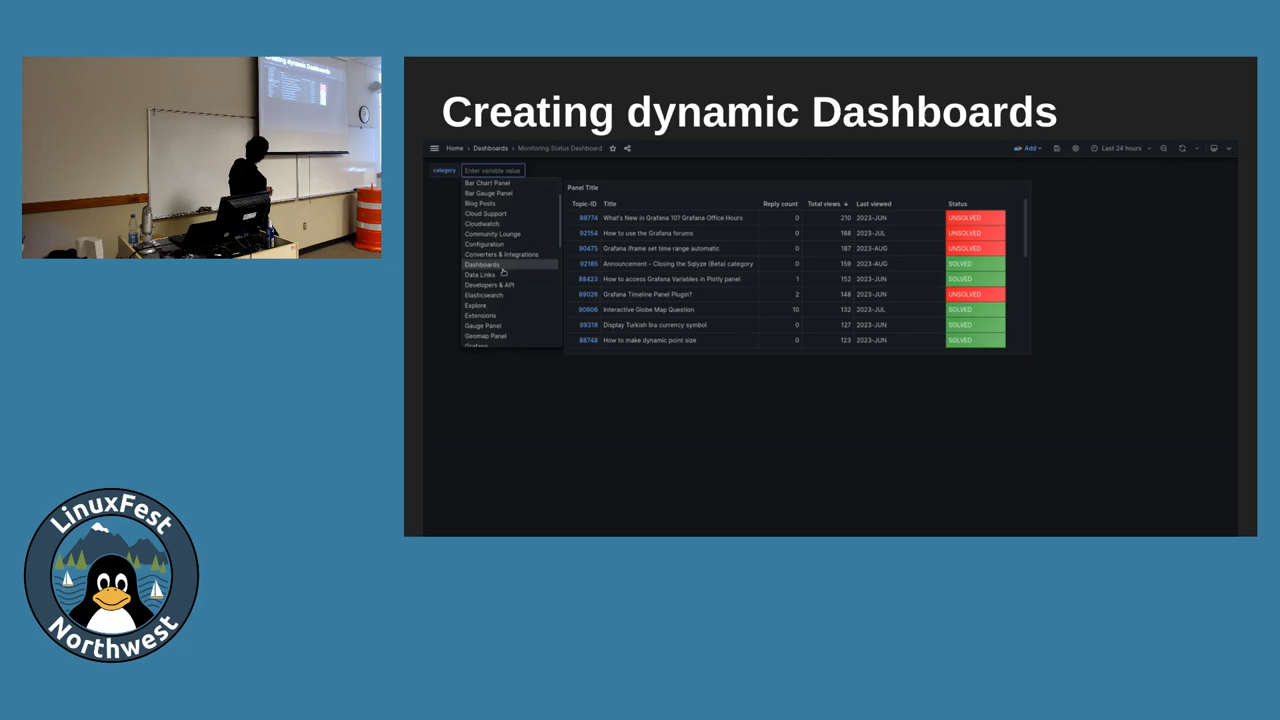 Creating dynamic Dashboards
Creating dynamic Dashboards
Home › Dashboards › Monitoring Status Dashboard
Add
Last 24 hours
category
Enter variable value
Bar Chart Panel
Bar Gauge Panel
Blog Posts
Cloud Support
Cloudwatch
Community Lounge
Configuration
Converters & Integrations
Dashboards
Data Links
Developers & API
Elasticsearch
Explore
Extensions
Gauge Panel
Geomap Panel
Grafana
Panel Title
Topic-ID Title Reply count Total views Last viewed Status
89774 What's New in Grafana 10? Grafana Office Hours 0 210 2023-JUN UNSOLVED
92154 How to use the Grafana forums 0 188 2023-JUL UNSOLVED
90475 Grafana iframe set time range automatic 0 187 2023-AUG UNSOLVED
92185 Announcement - Closing the Sqlyze (Beta) category 0 159 2023-AUG SOLVED
88423 How to access Grafana Variables in Plotly panel 1 152 2023-JUN SOLVED
89026 Grafana Timeline Panel Plugin? 2 148 2023-JUN UNSOLVED
90806 Interactive Globe Map Question 10 132 2023-JUL SOLVED
89318 Display Turkish lira currency symbol 0 127 2023-JUN SOLVED
88748 How to make dynamic point size 0 123 2023-JUN SOLVED
LinuxFest
Northwest